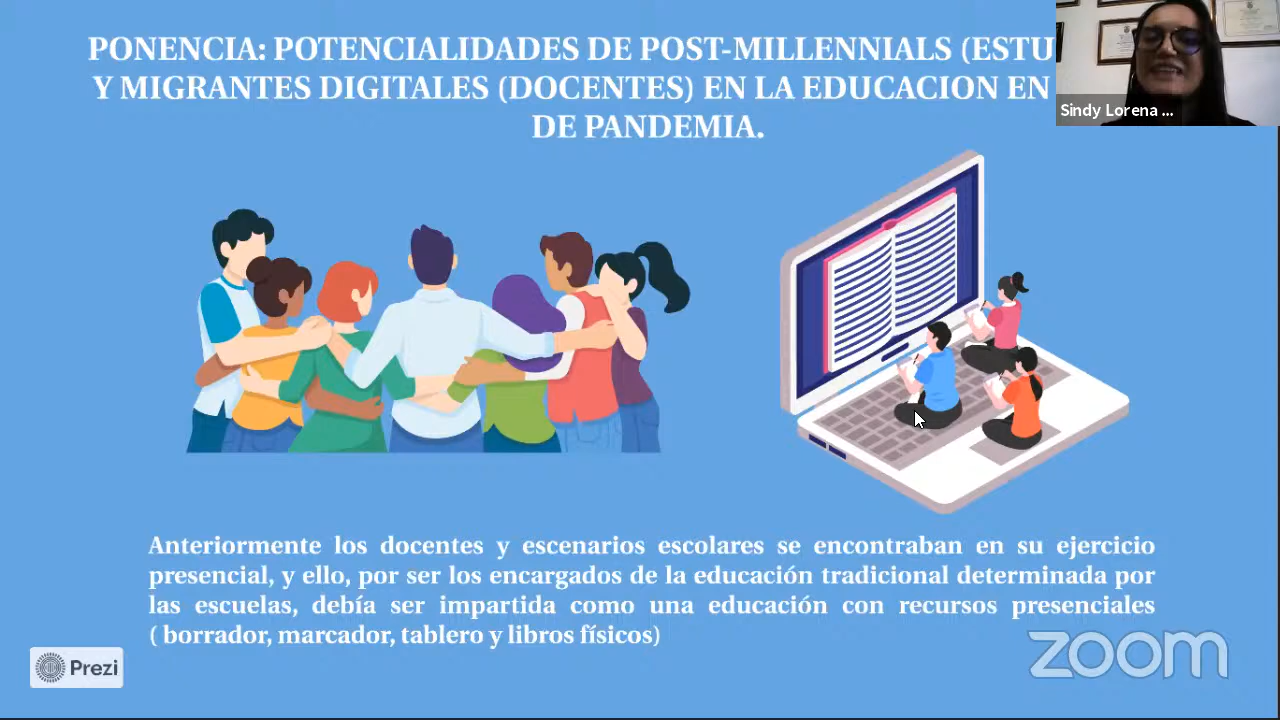 PONENCIA: POTENCIALIDADES DE POST-MILLENNIALS (ESTU
Y MIGRANTES DIGITALES (DOCENTES) EN LA EDUCACION EN
DE PANDEMIA.
Sindy Lorena ...
Anteriormente los docentes y escenarios escolares se encontraban en su ejercicio
presencial, y ello, por ser los encargados de la educación tradicional determinada por
las escuelas, debía ser impartida como una educación con recursos presenciales
( borrador, marcador, tablero y libros físicos)
Prezi
zoom